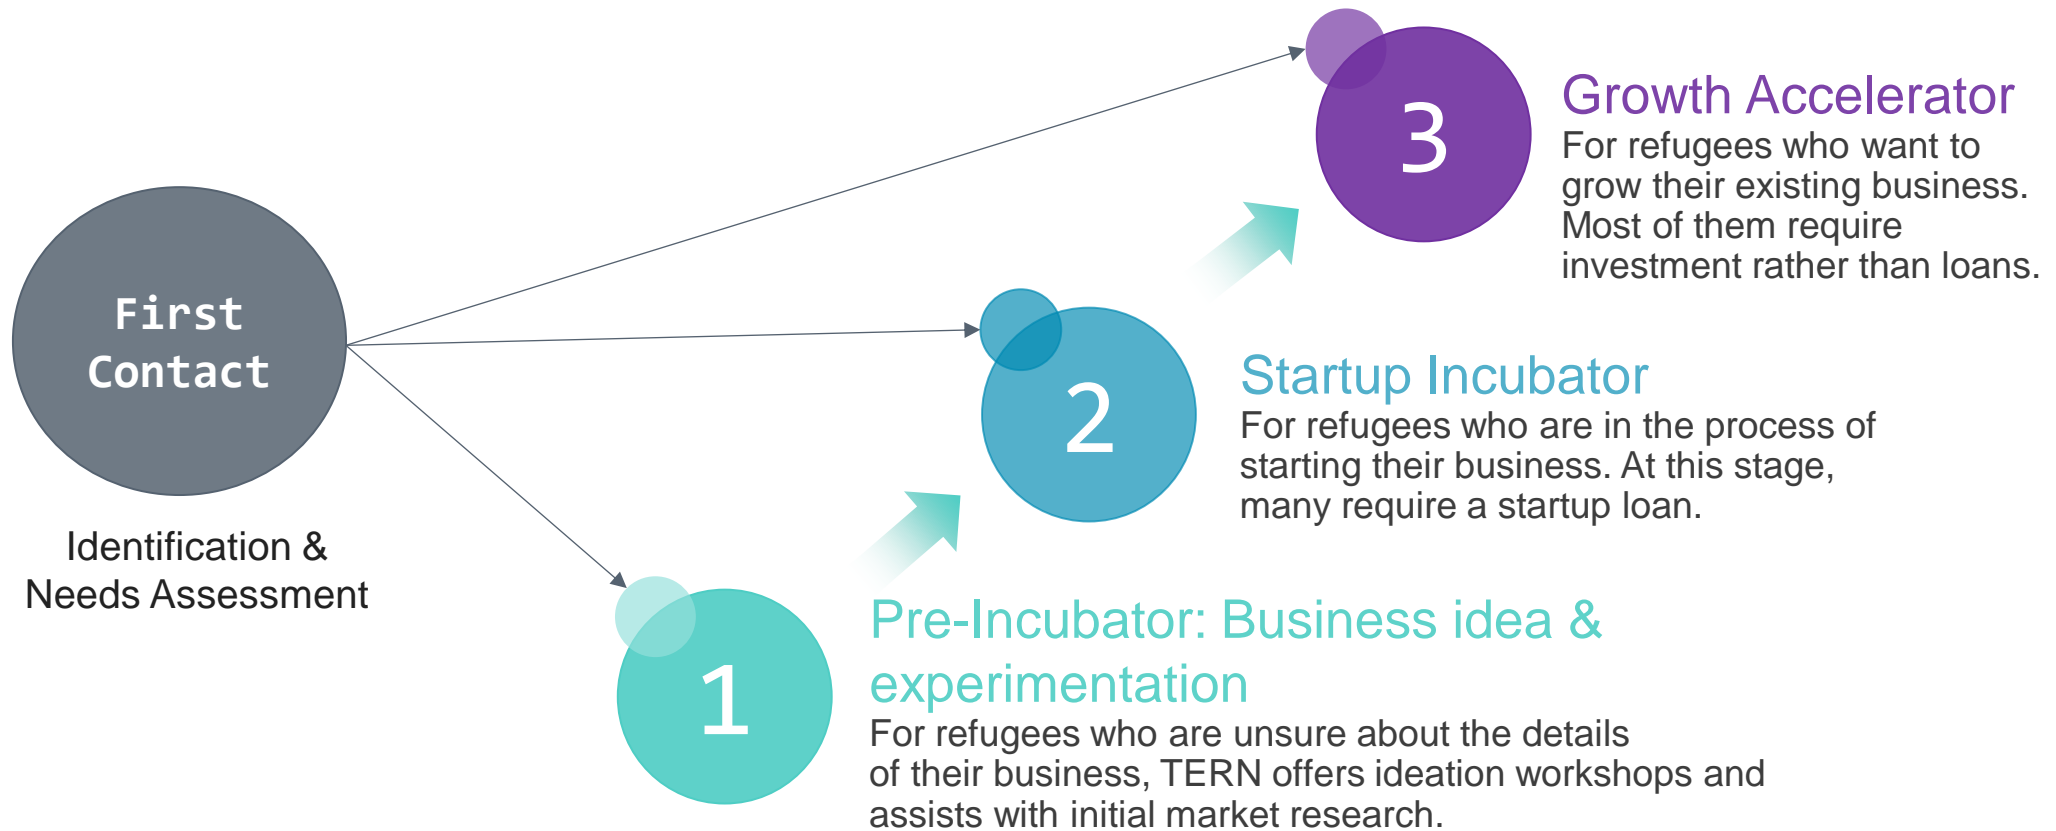 First
Contact
Identification &
Needs Assessment
3
Growth Accelerator
For refugees who want to
grow their existing business.
Most of them require
investment rather than loans.
2
Startup Incubator
For refugees who are in the process of
starting their business. At this stage,
many require a startup loan.
1
Pre-Incubator: Business idea &
experimentation
For refugees who are unsure about the details
of their business, TERN offers ideation workshops and
assists with initial market research.